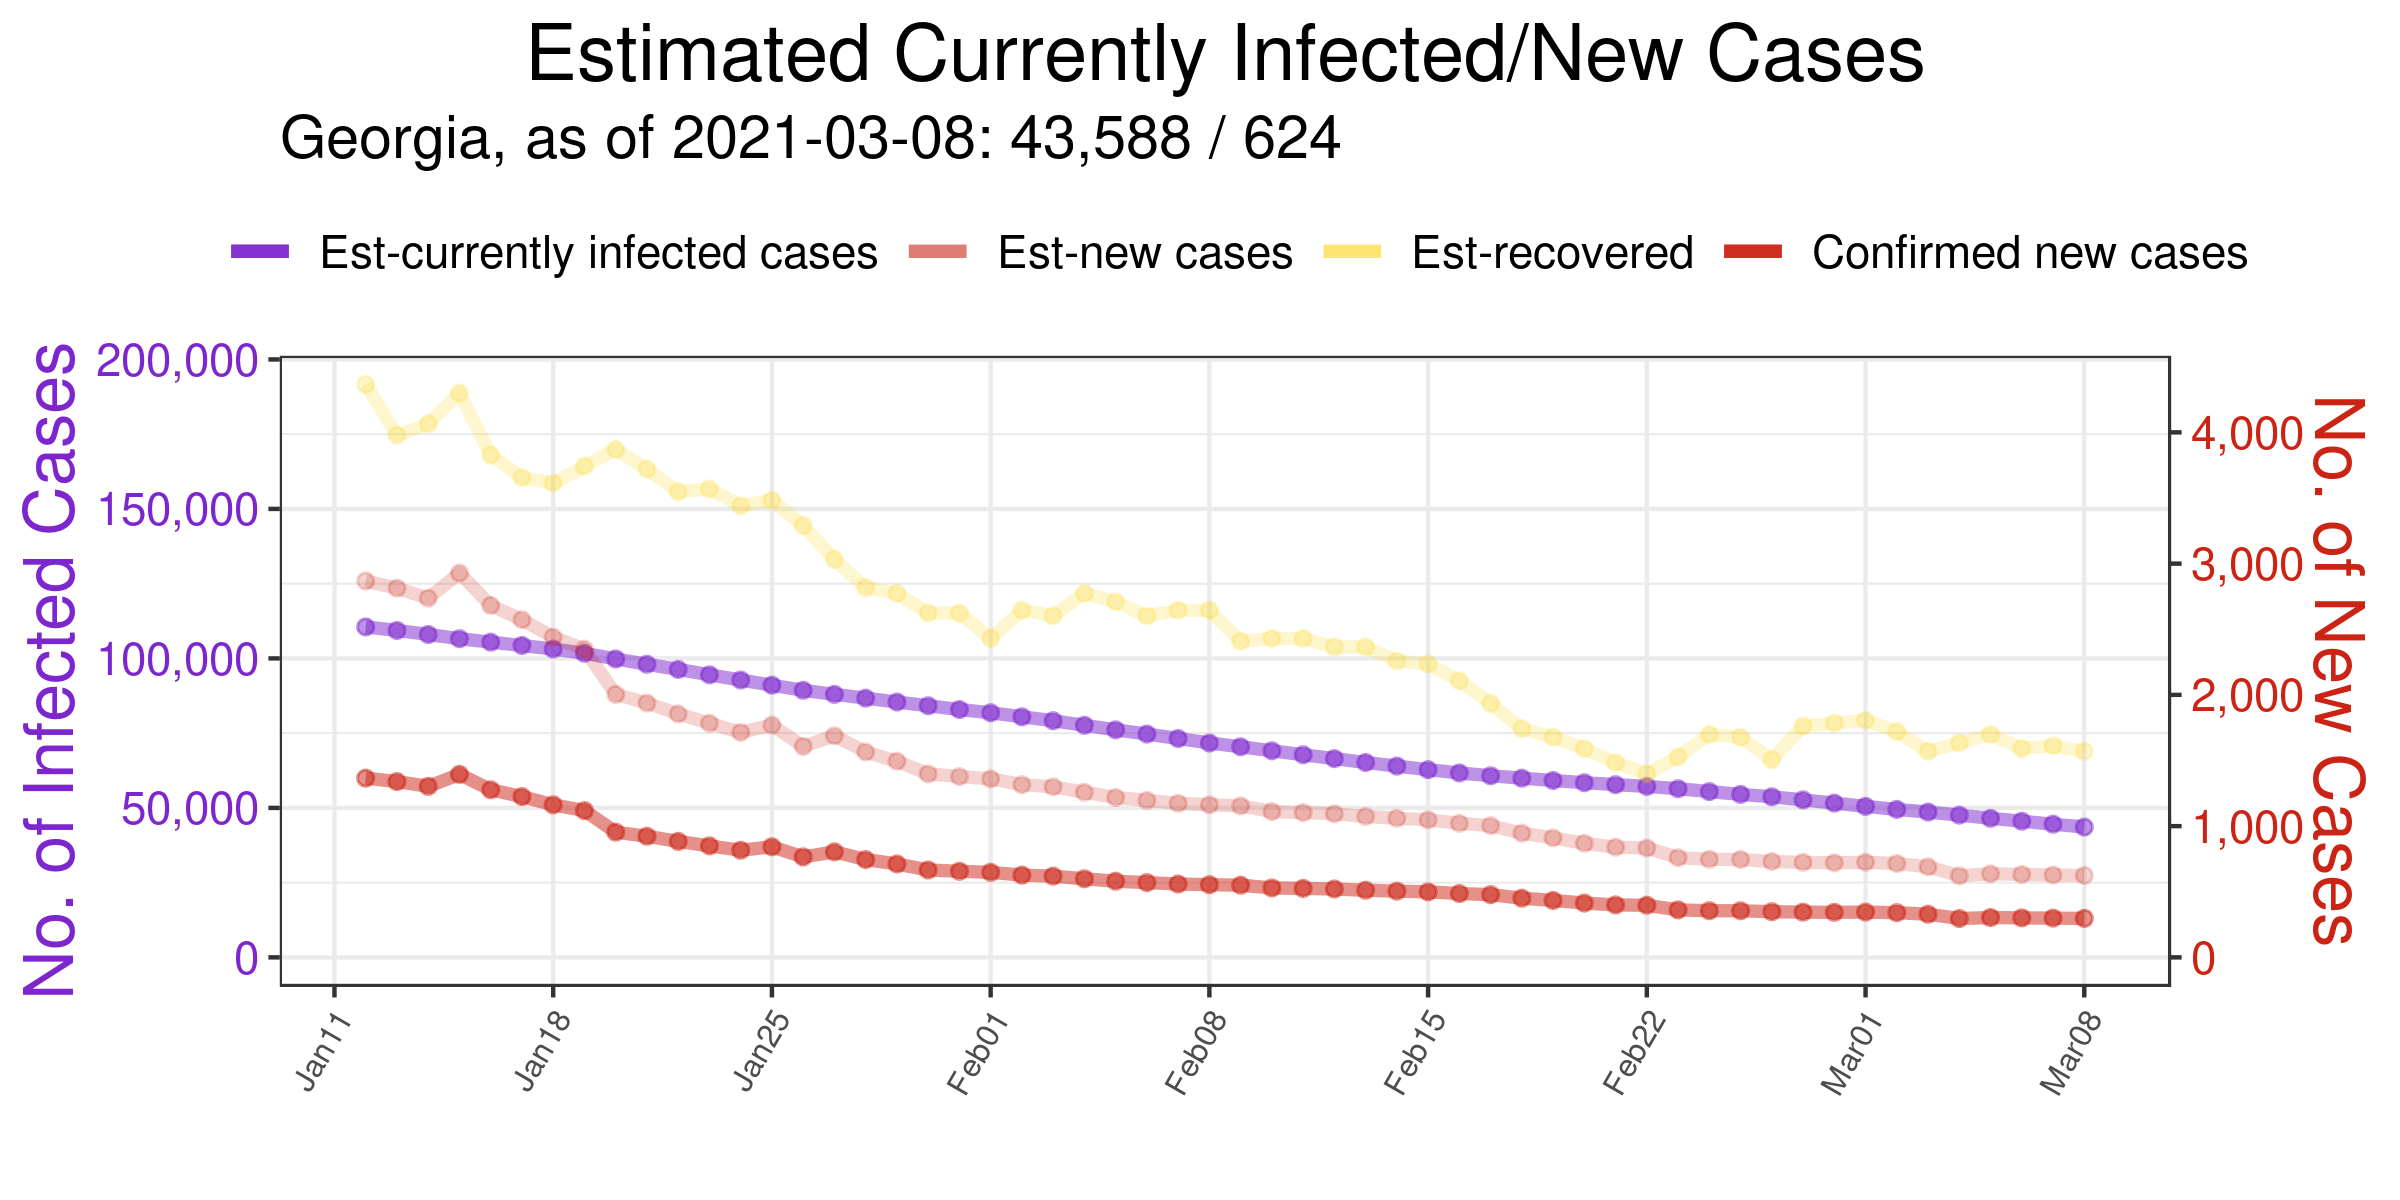 Estimated Currently Infected/New Cases
Georgia, as of 2021-03-08: 43,588 / 624
Est-currently infected cases
Est-new cases
Est-recovered
Confirmed new cases
No. of Infected Cases
200,000
150,000
100,000
50,000
0
No. of New Cases
4,000
3,000
2,000
1,000
0
Jan11
Jan18
Jan25
Feb01
Feb08
Feb15
Feb22
Mar01
Mar08